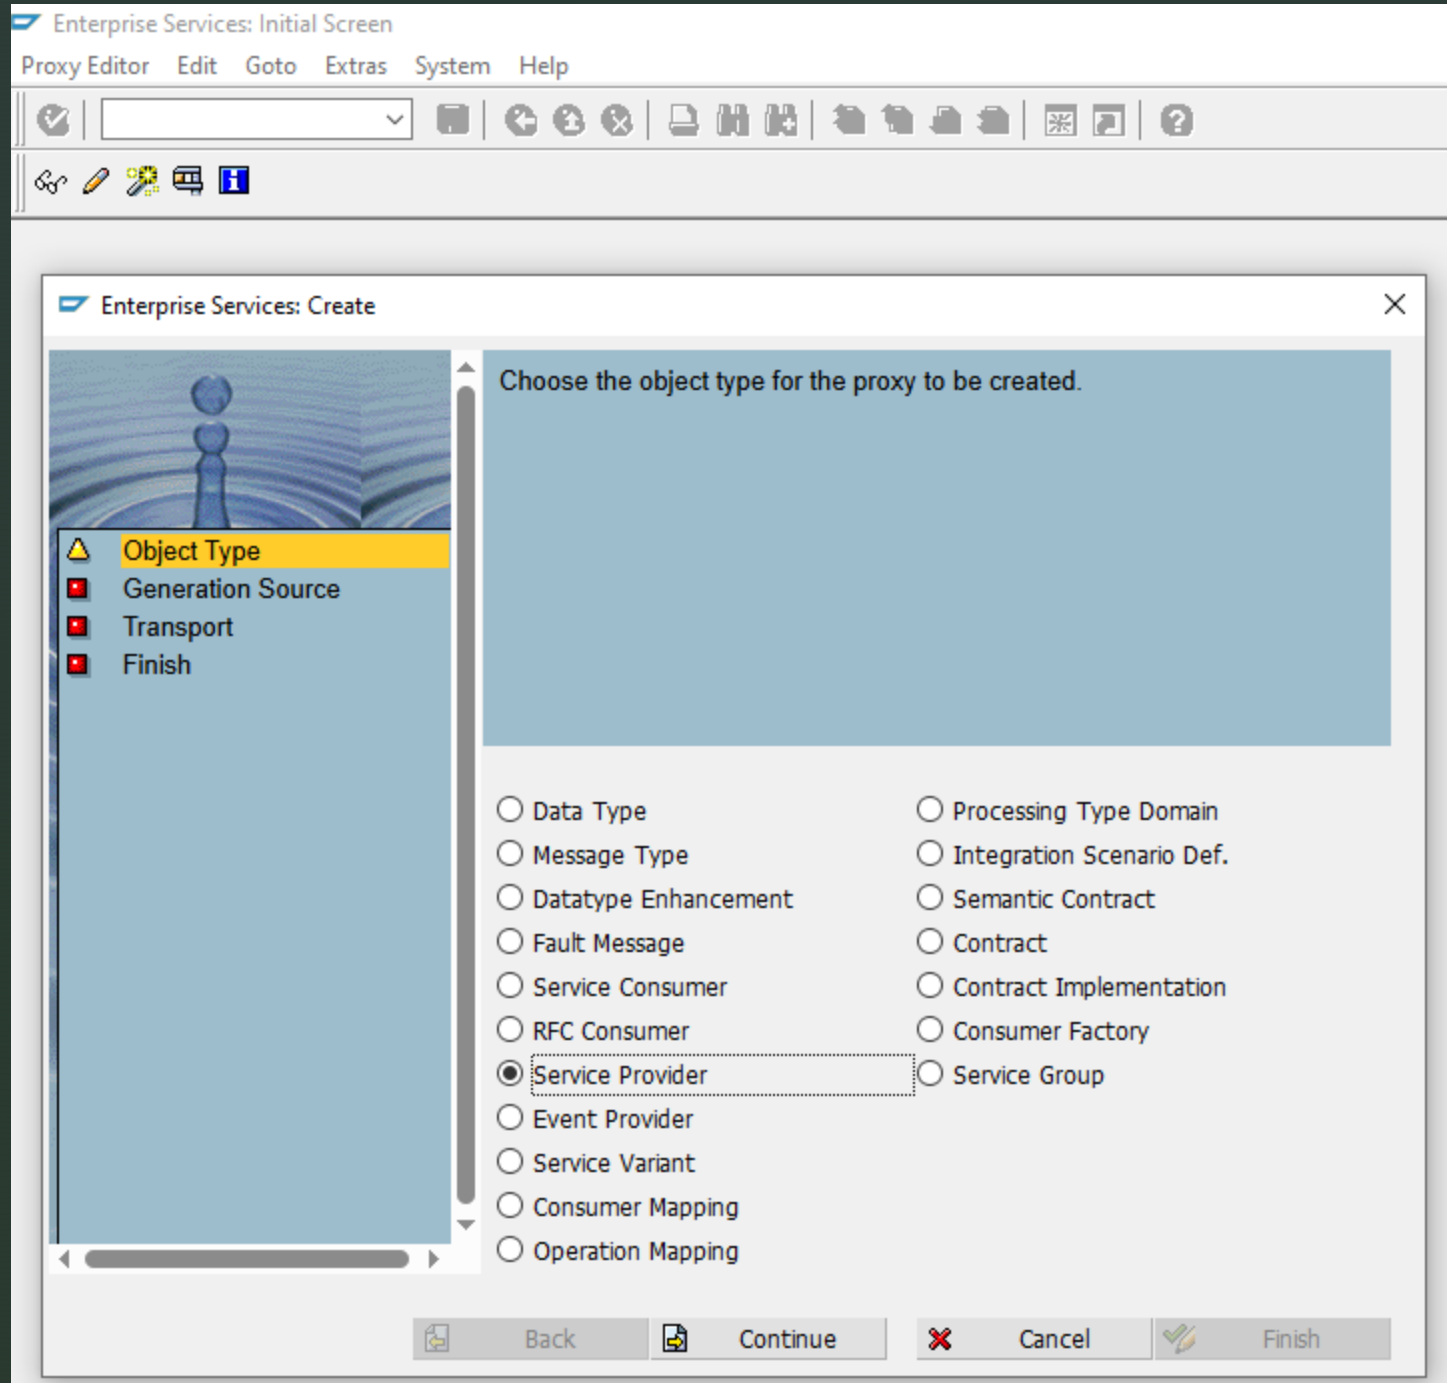 Enterprise Services: Initial Screen
Proxy Editor Edit Goto Extras System Help
Enterprise Services: Create
Choose the object type for the proxy to be created.
Object Type
Generation Source
Transport
Finish
Data Type
Message Type
Datatype Enhancement
Fault Message
Service Consumer
RFC Consumer
Service Provider
Event Provider
Service Variant
Consumer Mapping
Operation Mapping
Processing Type Domain
Integration Scenario Def.
Semantic Contract
Contract
Contract Implementation
Consumer Factory
Service Group
Back Continue Cancel Finish